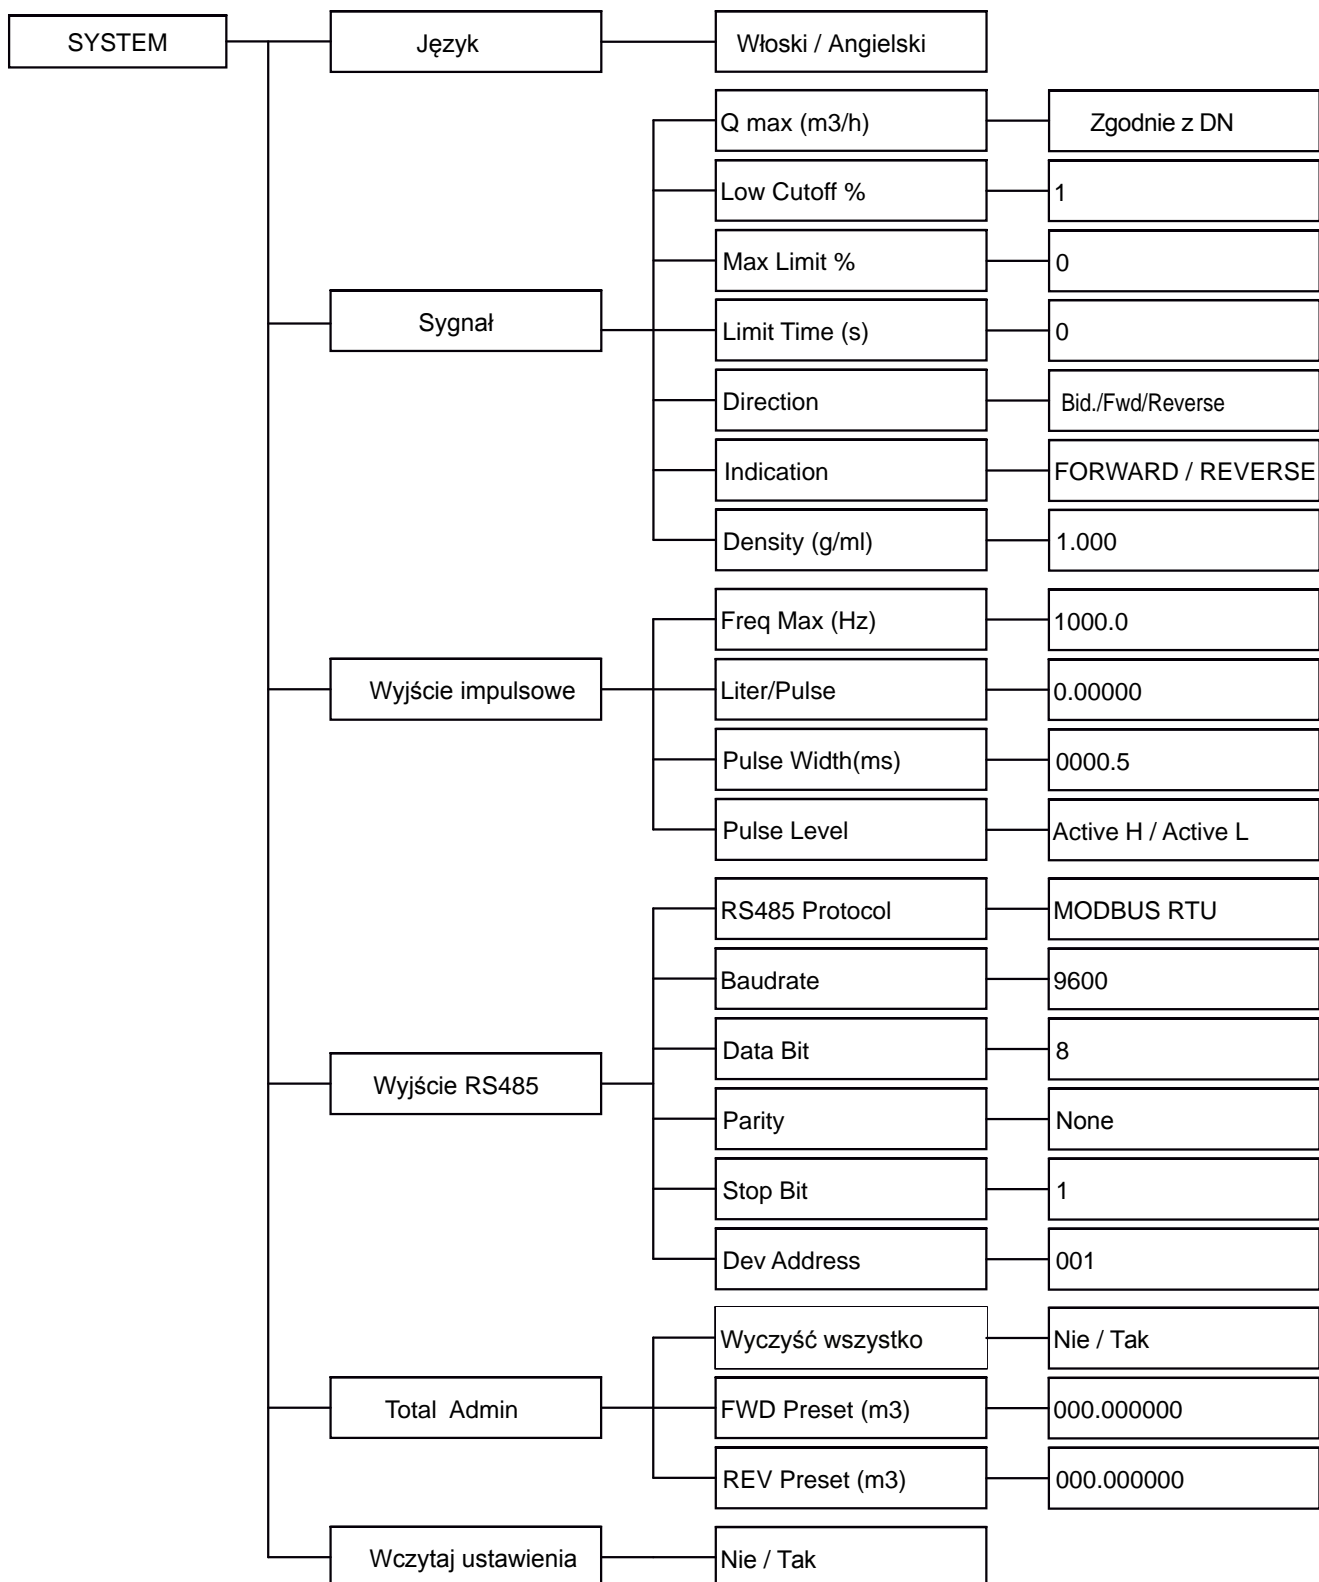 SYSTEM
Język
Włoski / Angielski
Sygnał
Q max (m3/h)
Zgodnie z DN
Low Cutoff %
1
Max Limit %
0
Limit Time (s)
0
Direction
Bid./Fwd/Reverse
Indication
FORWARD / REVERSE
Density (g/ml)
1.000
Wyjście impulsowe
Freq Max (Hz)
1000.0
Liter/Pulse
0.00000
Pulse Width(ms)
0000.5
Pulse Level
Active H / Active L
Wyjście RS485
RS485 Protocol
MODBUS RTU
Baudrate
9600
Data Bit
8
Parity
None
Stop Bit
1
Dev Address
001
Total Admin
Wyczyść wszystko
Nie / Tak
FWD Preset (m3)
000.000000
REV Preset (m3)
000.000000
Wczytaj ustawienia
Nie / Tak